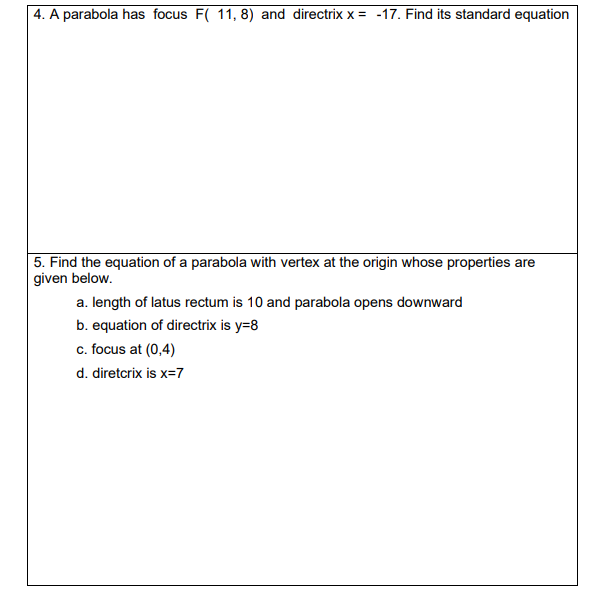 4. A parabola has focus F( 11, 8) and directrix x = -17. Find its standard equation
5. Find the equation of a parabola with vertex at the origin whose properties are
given below.
a. length of latus rectum is 10 and parabola opens downward
b. equation of directrix is y=8
c. focus at (0,4)
d. diretcrix is x=7